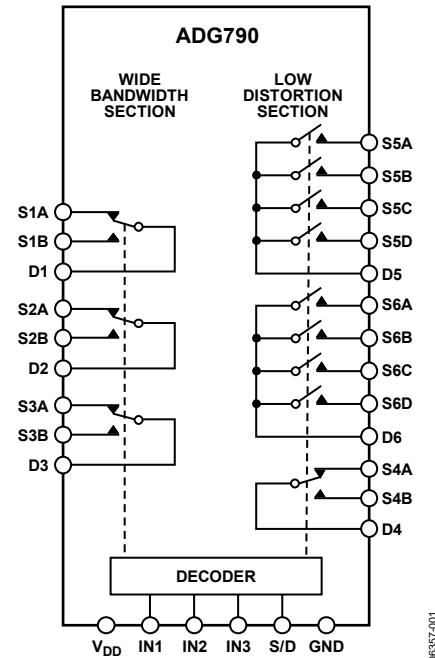 ADG790
WIDE
BANDWIDTH
SECTION
LOW
DISTORTION
SECTION
S1A
S1B
D1
S2A
S2B
D2
S3A
S3B
D3
S5A
S5B
S5C
S5D
D5
S6A
S6B
S6C
S6D
D6
S4A
S4B
D4
DECODER
VDD IN1 IN2 IN3 S/D GND
06357-001